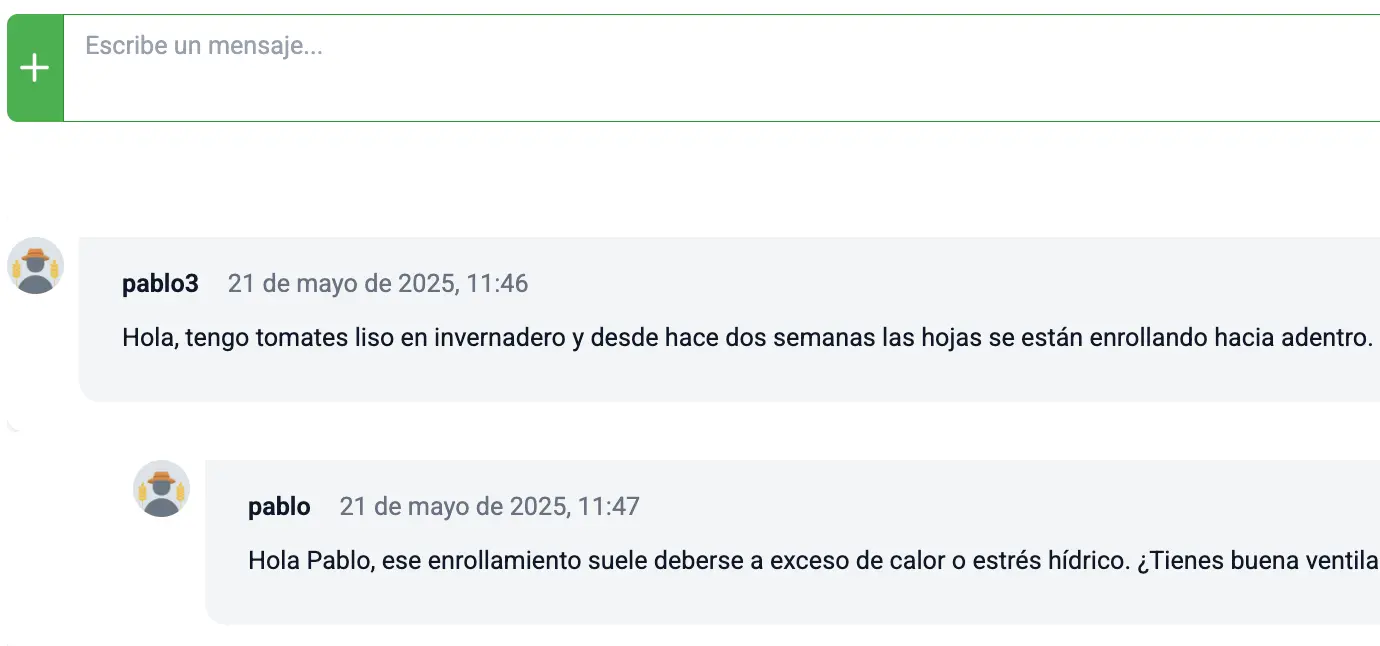 Escribe un mensaje...
pablo3 21 de mayo de 2025, 11:46
Hola, tengo tomates liso en invernadero y desde hace dos semanas las hojas se están enrollando hacia adentro.
pablo 21 de mayo de 2025, 11:47
Hola Pablo, ese enrollamiento suele deberse a exceso de calor o estrés hídrico. ¿Tienes buena ventila